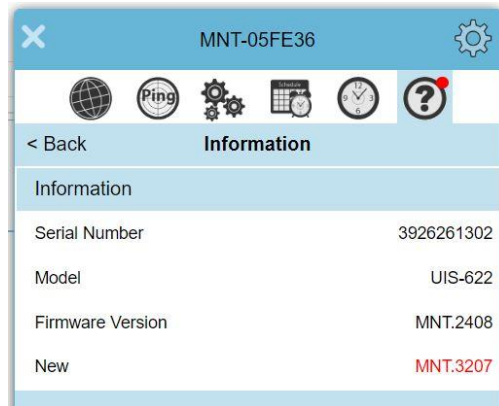 MNT-05FE36
Ping
Schedule
< Back Information
Information
Serial Number 3926261302
Model UIS-622
Firmware Version MNT.2408
New MNT.3207